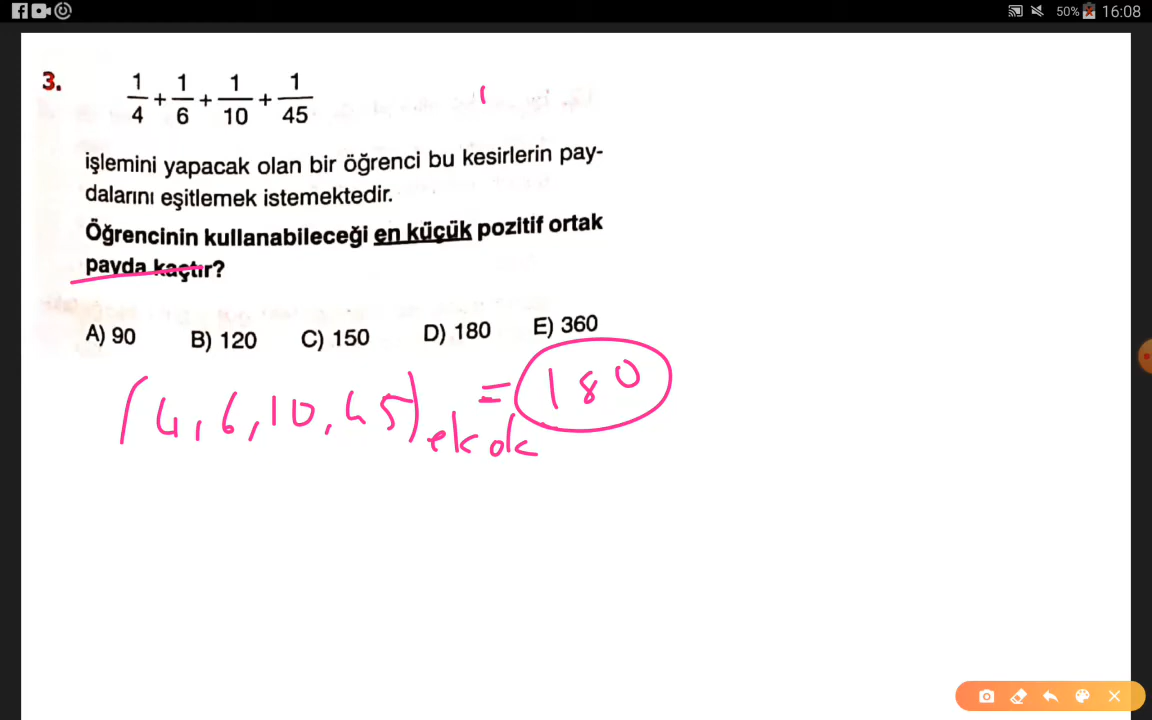 50% 16:08
3. 1/4 + 1/6 + 1/10 + 1/45
işlemini yapacak olan bir öğrenci bu kesirlerin pay-
dalarını eşitlemek istemektedir.
Öğrencinin kullanabileceği en küçük pozitif ortak
payda kaçtır?
A) 90 B) 120 C) 150 D) 180 E) 360
(4, 6, 10, 45) ekok = 180